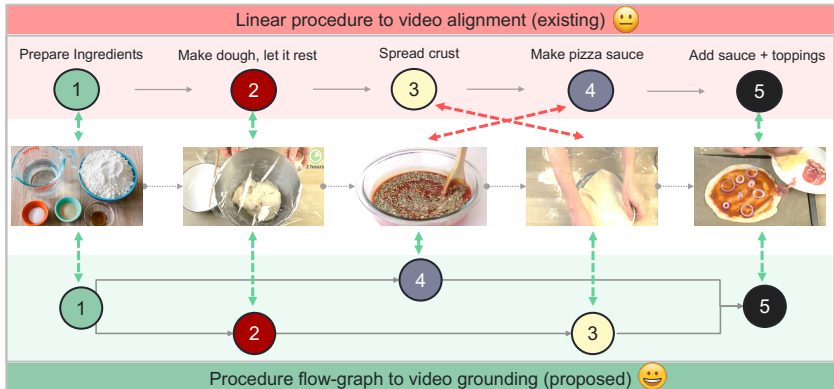 Linear procedure to video alignment (existing)
Prepare Ingredients
Make dough, let it rest
Spread crust
Make pizza sauce
Add sauce + toppings
1
2
3
4
5
2 hours
4
1
5
2
3
Procedure flow-graph to video grounding (proposed)